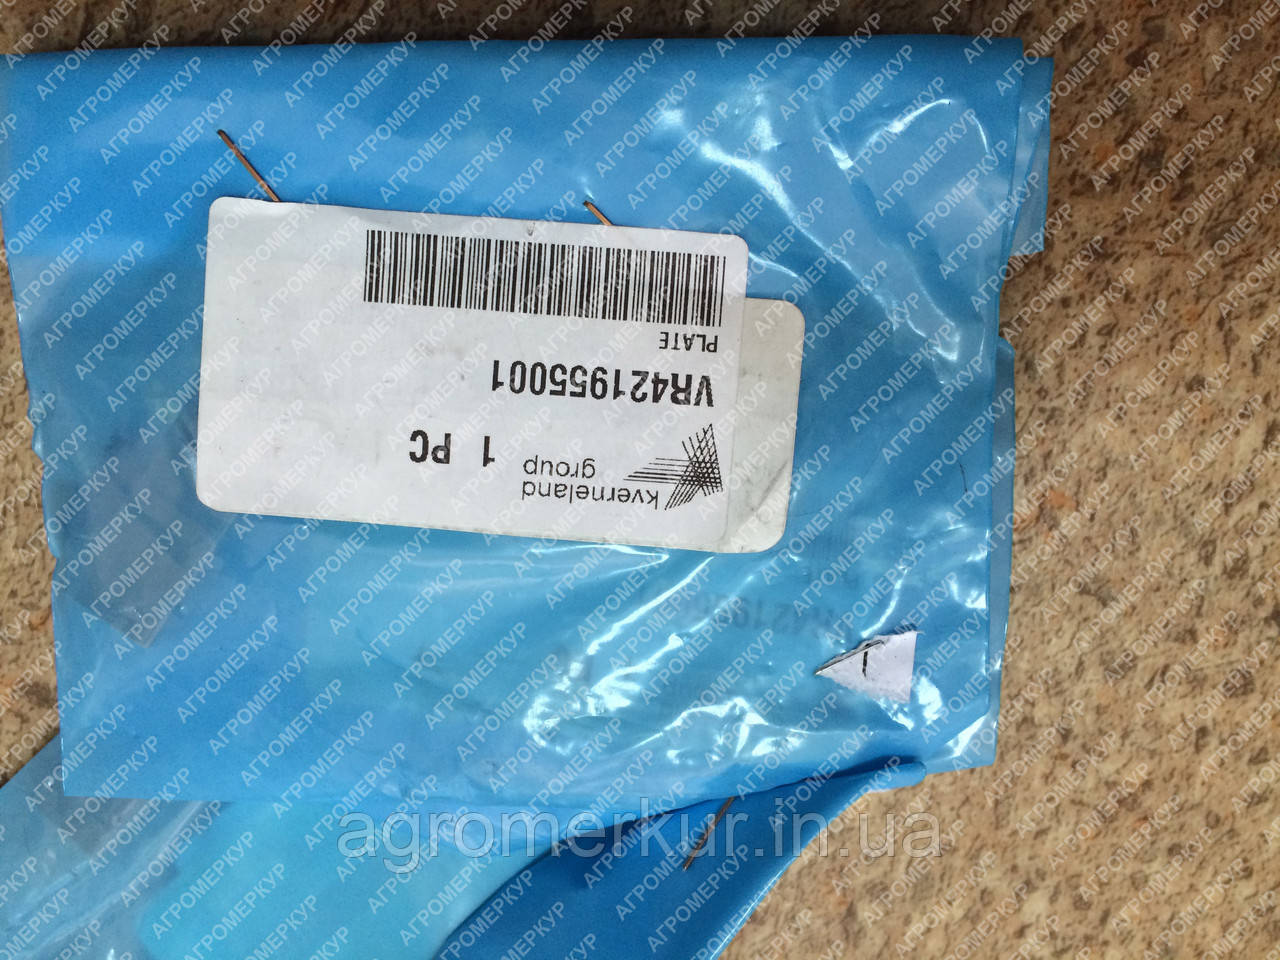 kverneland
group
1 PC
VR421955001
PLATE
agromerkur.in.ua
АГРОМЕРКУР